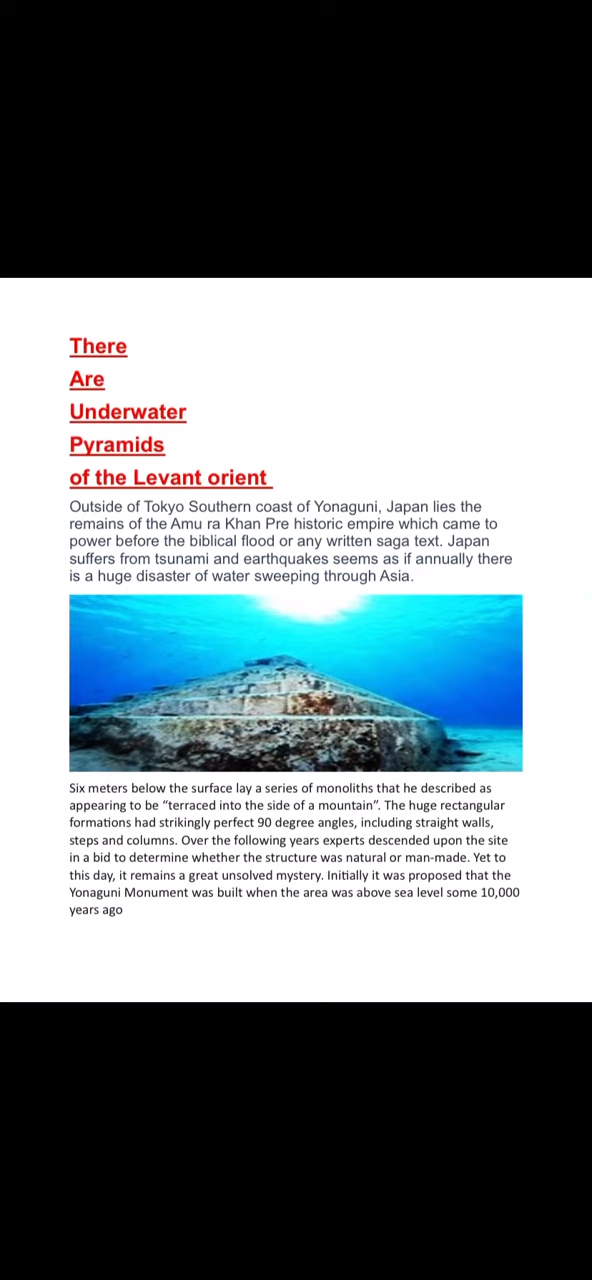 There
Are
Underwater
Pyramids
of the Levant orient
Outside of Tokyo Southern coast of Yonaguni, Japan lies the
remains of the Amu ra Khan Pre historic empire which came to
power before the biblical flood or any written saga text. Japan
suffers from tsunami and earthquakes seems as if annually there
is a huge disaster of water sweeping through Asia.
Six meters below the surface lay a series of monoliths that he described as
appearing to be “terraced into the side of a mountain”. The huge rectangular
formations had strikingly perfect 90 degree angles, including straight walls,
steps and columns. Over the following years experts descended upon the site
in a bid to determine whether the structure was natural or man-made. Yet to
this day, it remains a great unsolved mystery. Initially it was proposed that the
Yonaguni Monument was built when the area was above sea level some 10,000
years ago